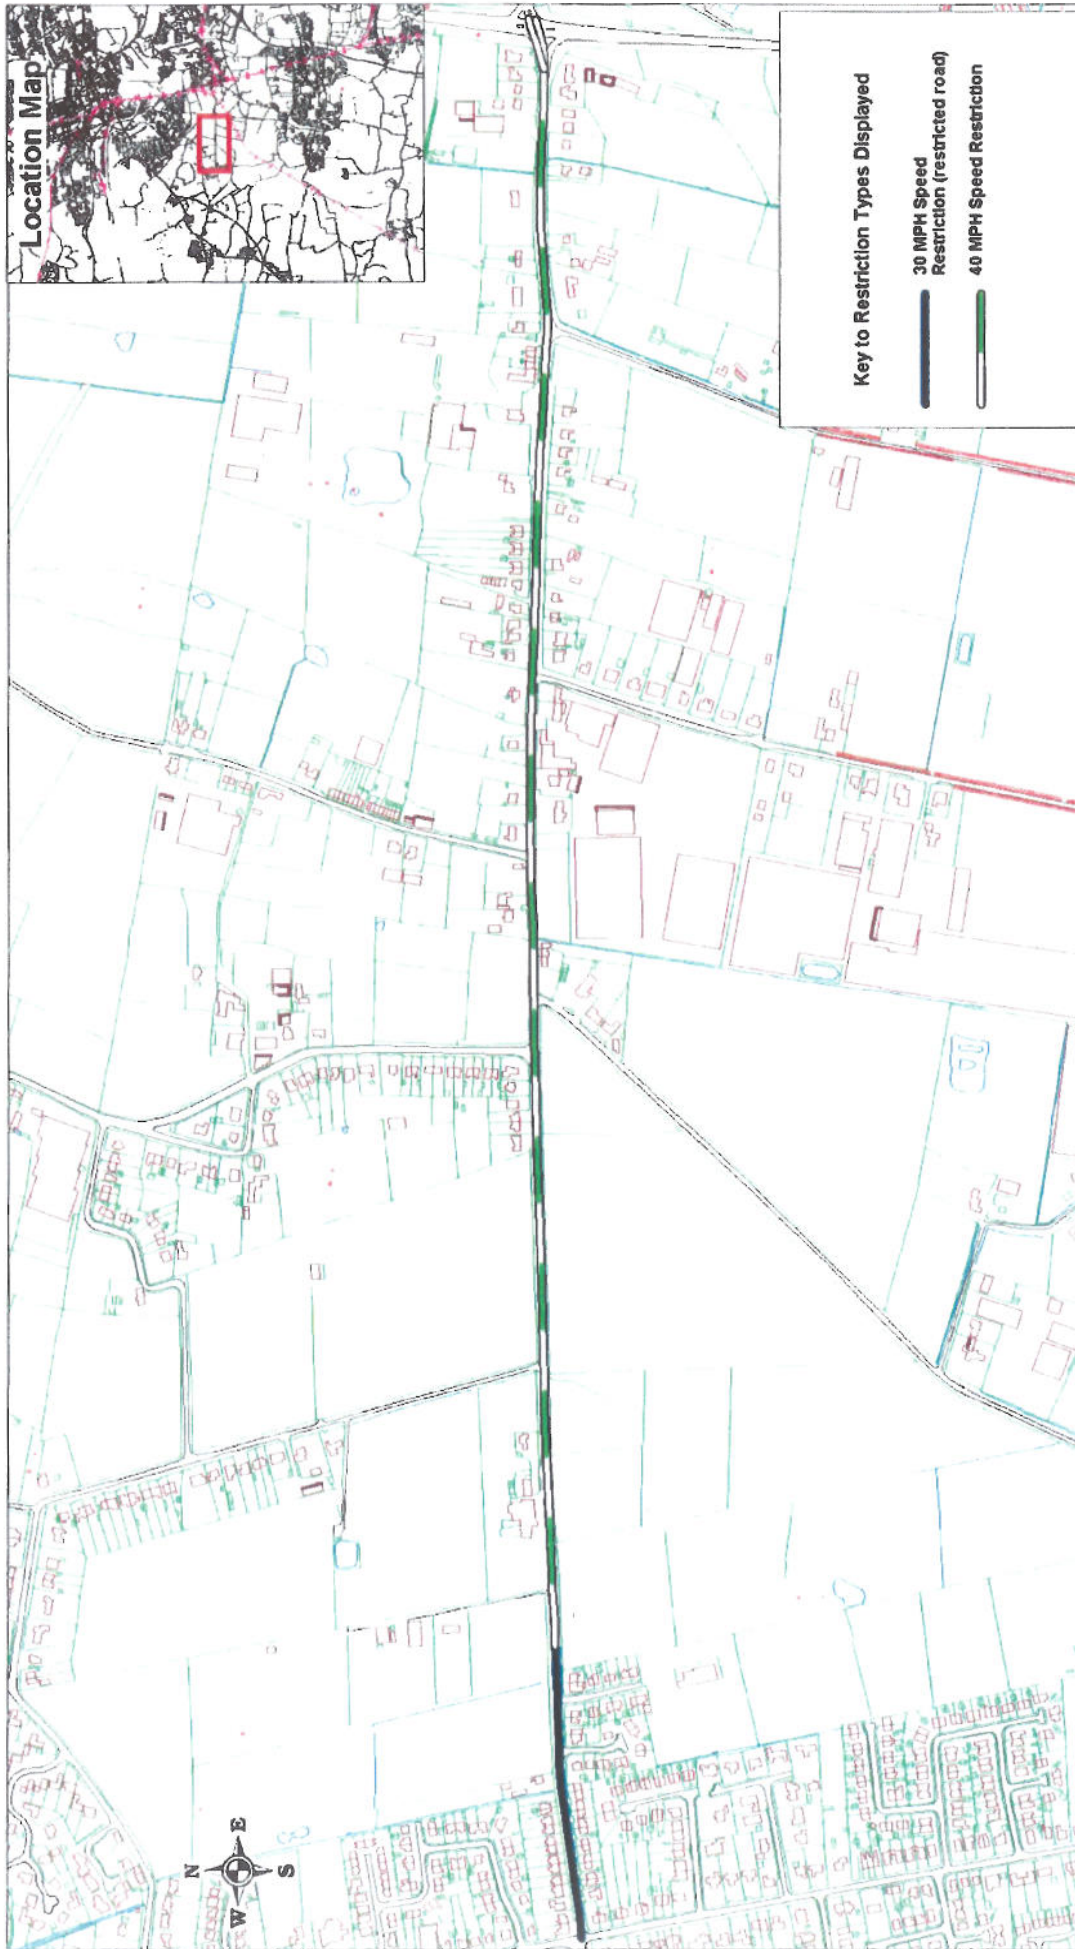 Location Map
N
W
E
S
Key to Restriction Types Displayed
30 MPH Speed
Restriction (restricted road)
40 MPH Speed Restriction